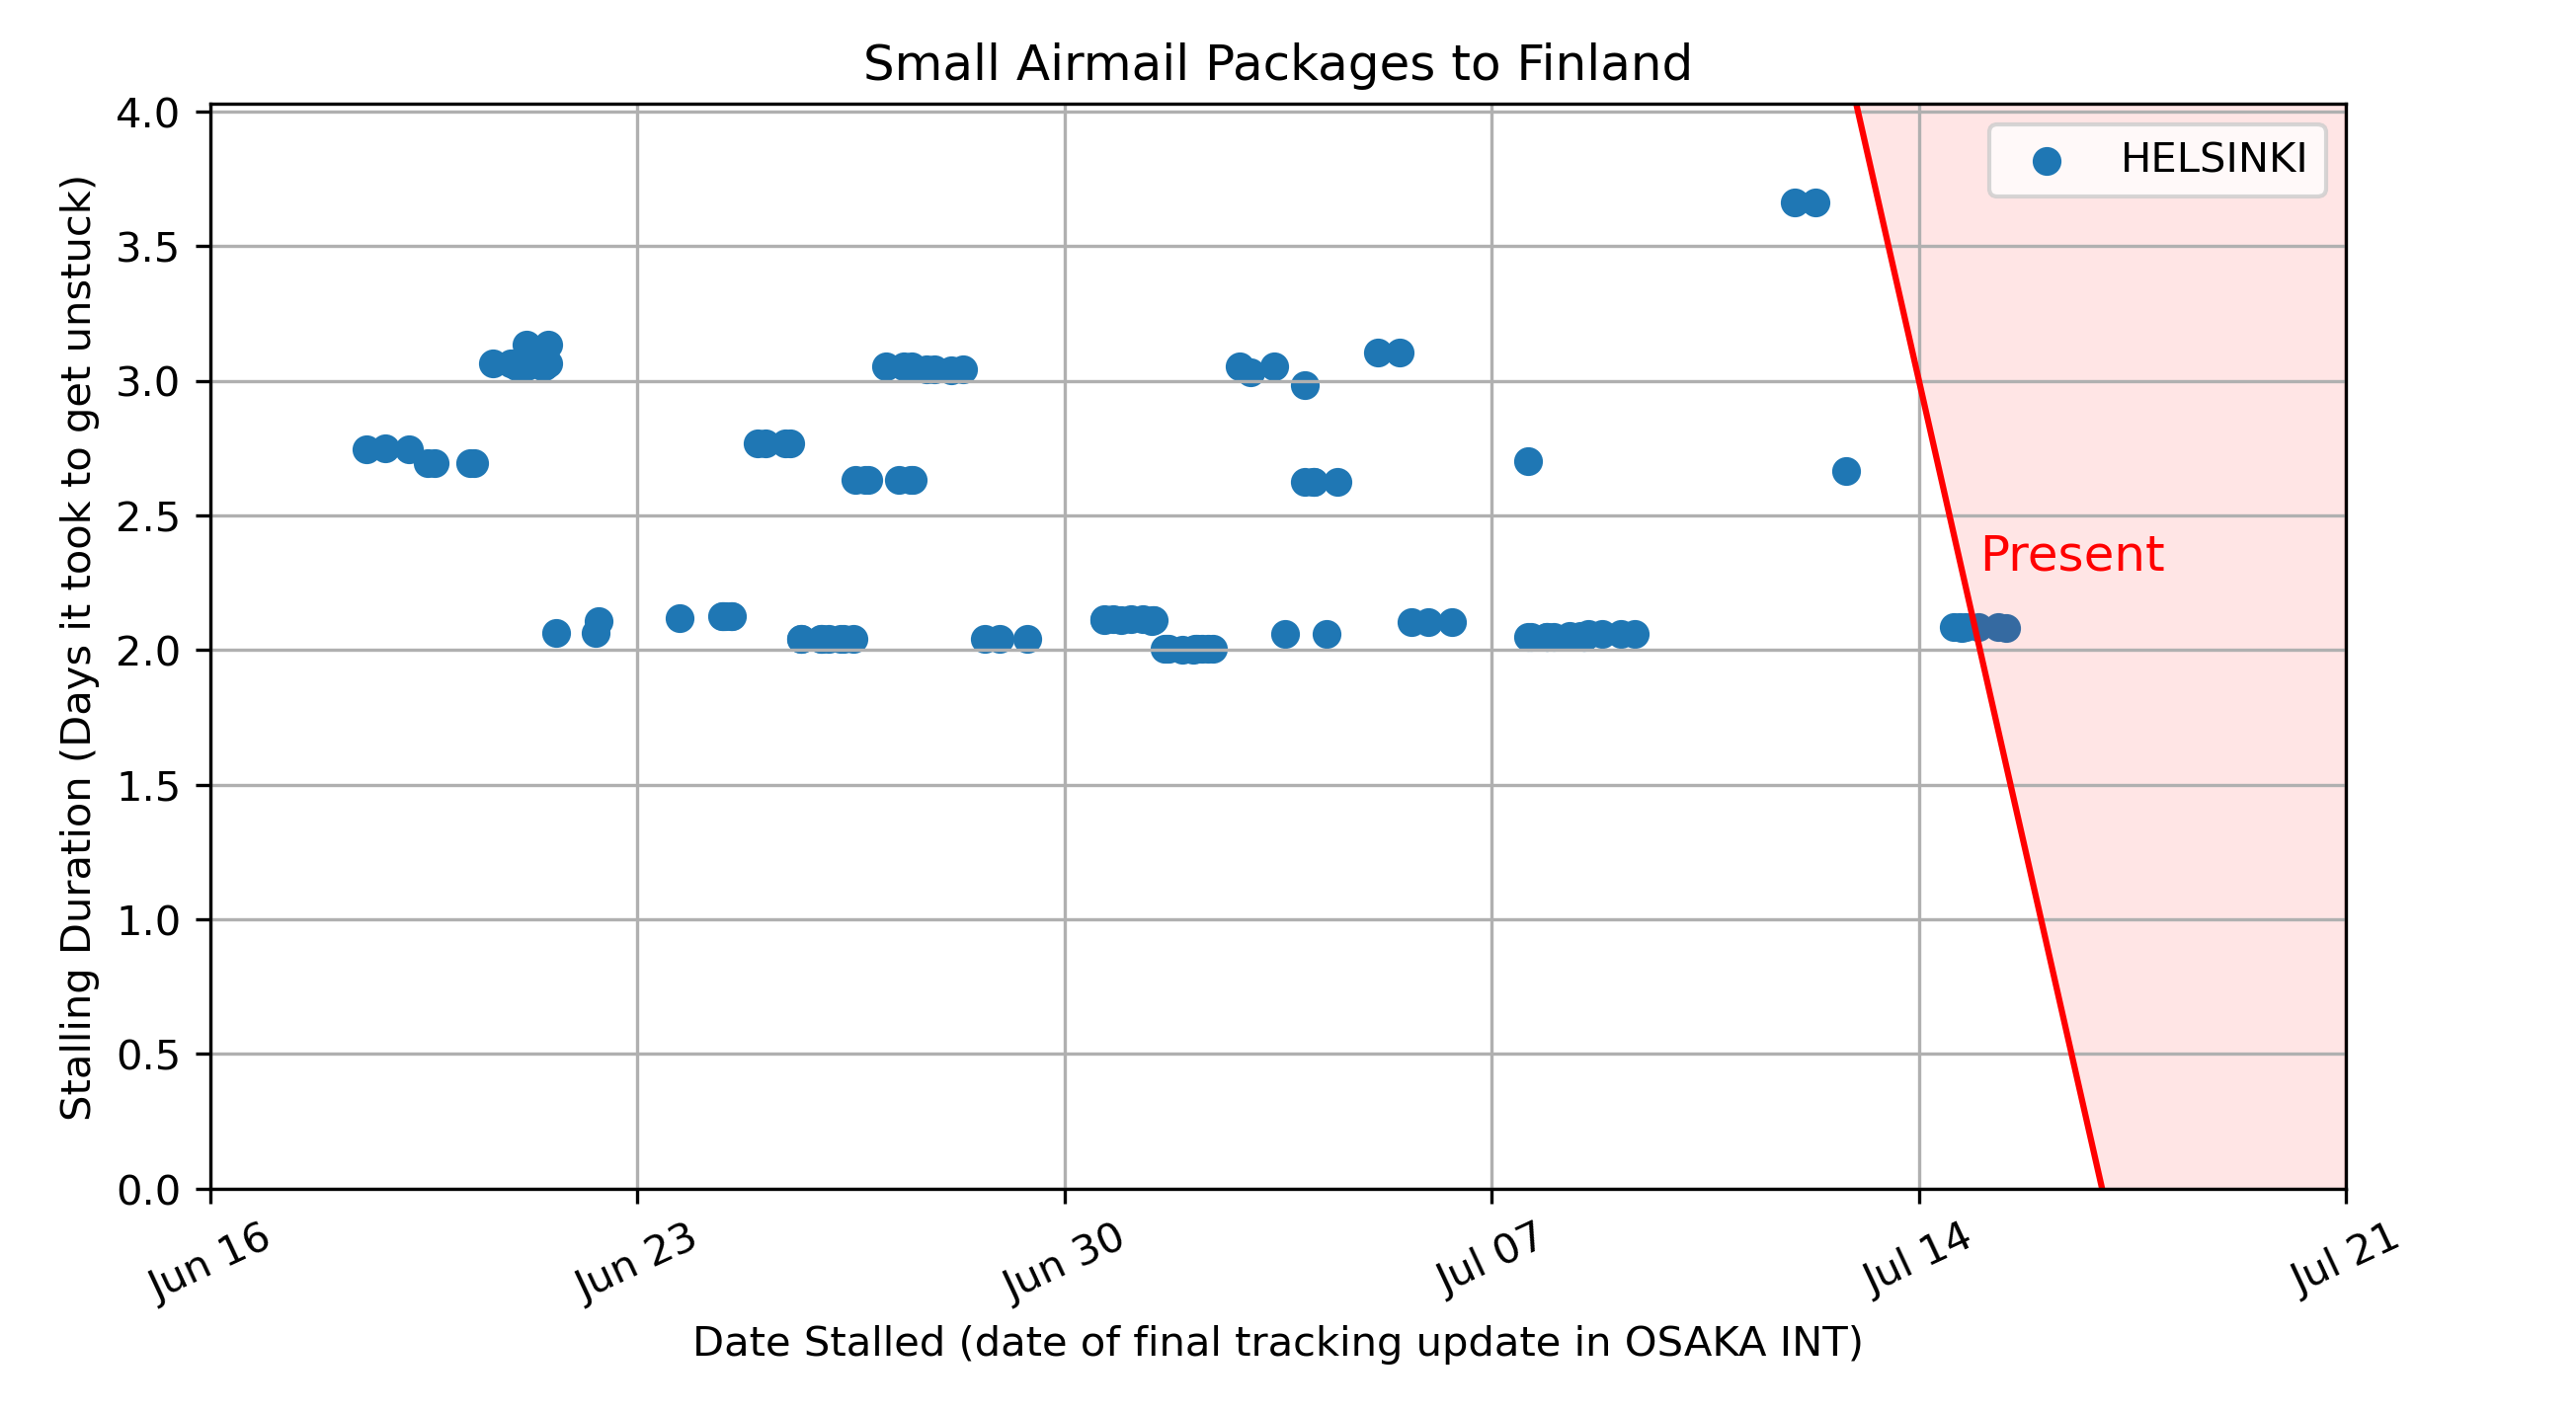 Small Airmail Packages to Finland
4.0
3.5
3.0
2.5
2.0
1.5
1.0
0.5
0.0
Stalling Duration (Days it took to get unstuck)
HELSINKI
Present
Jun 16
Jun 23
Jun 30
Jul 07
Jul 14
Jul 21
Date Stalled (date of final tracking update in OSAKA INT)